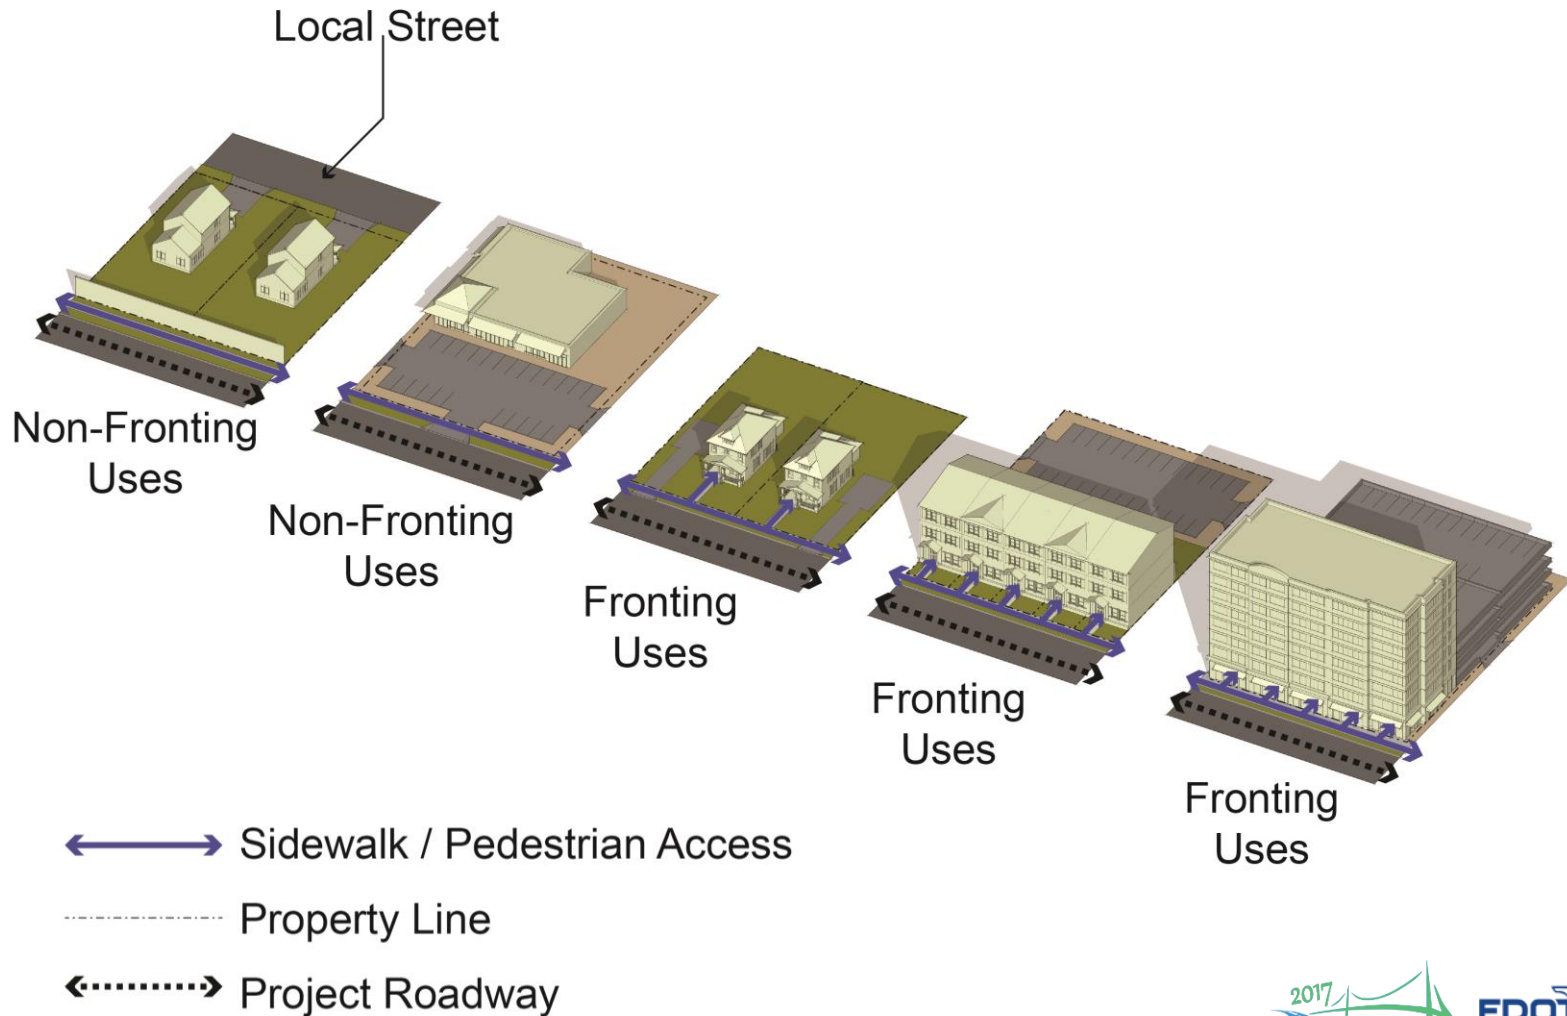 Local Street
Non-Fronting
Uses
Non-Fronting
Uses
Fronting
Uses
Fronting
Uses
Fronting
Uses
Sidewalk / Pedestrian Access
Property Line
Project Roadway
2017
FDOT